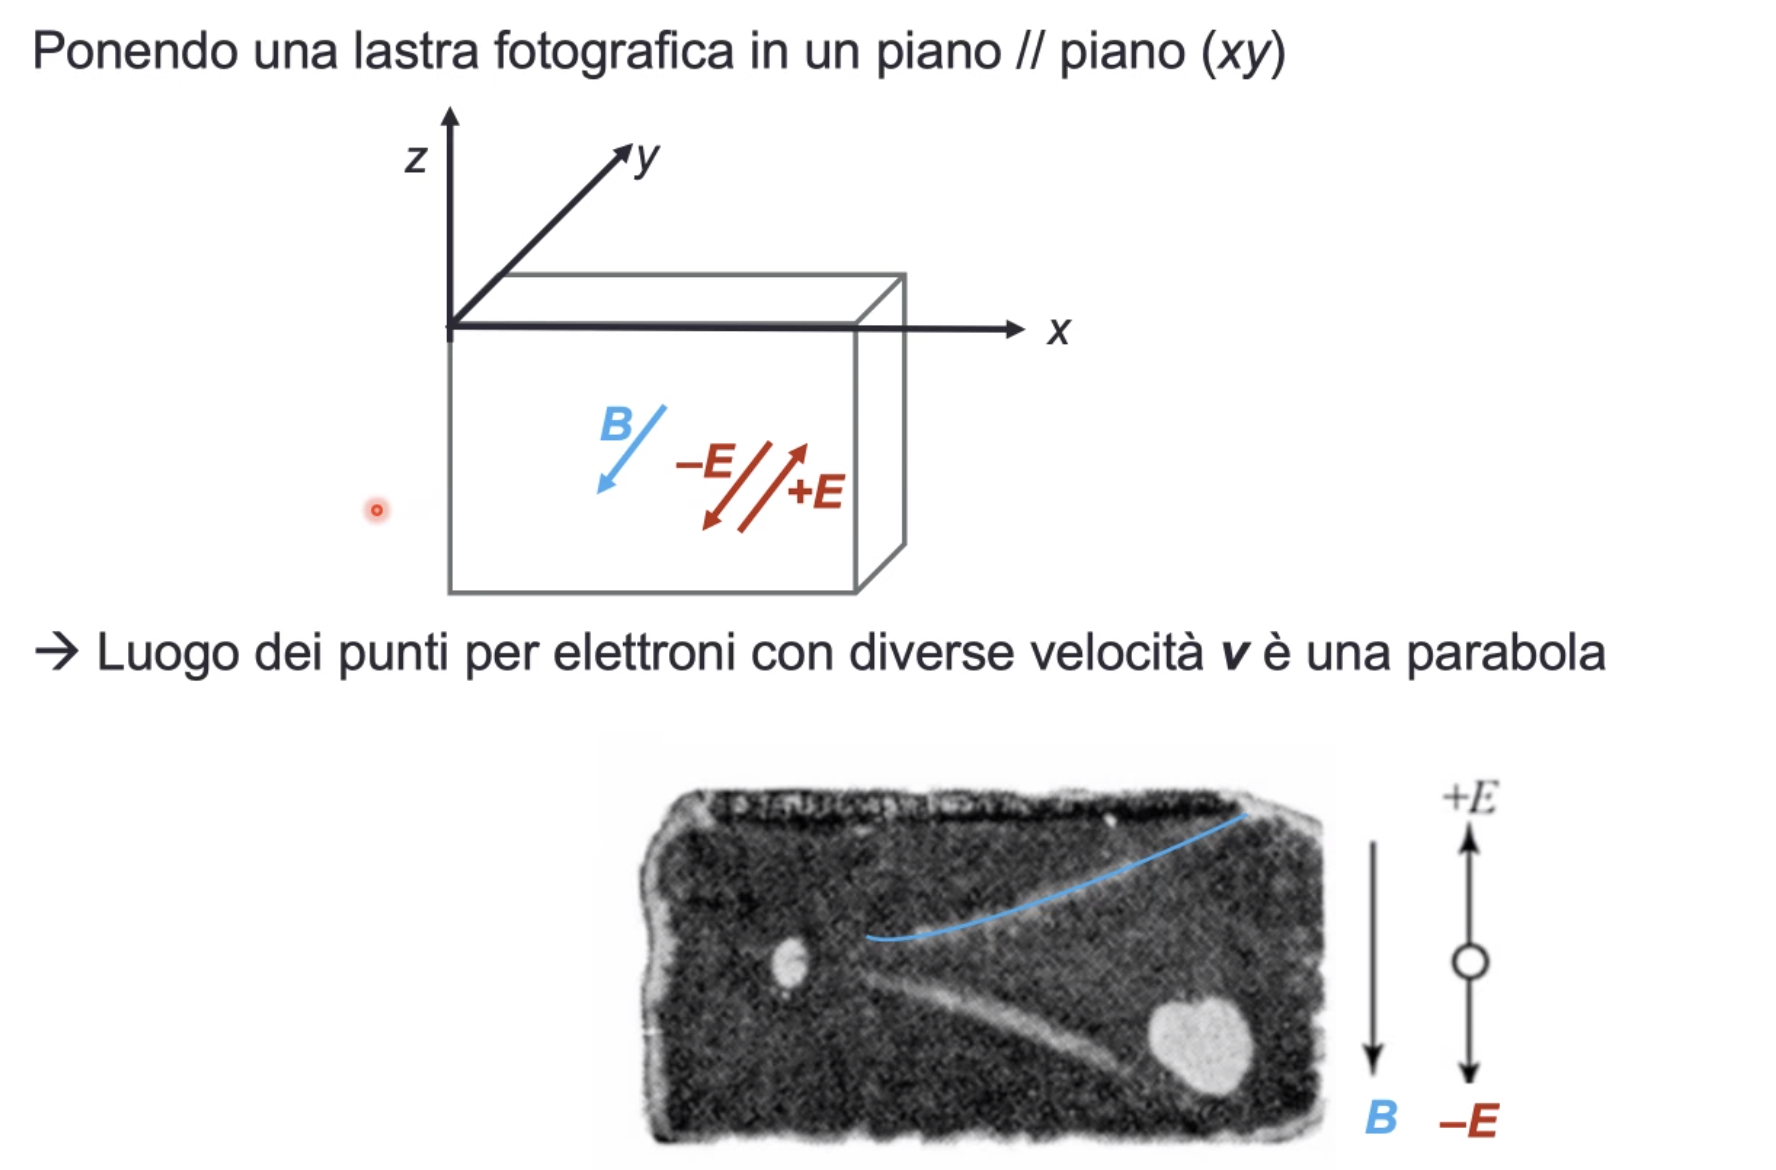 Ponendo una lastra fotografica in un piano // piano (xy)
z
y
x
B
–E
+E
→ Luogo dei punti per elettroni con diverse velocità v è una parabola
+E
B
–E